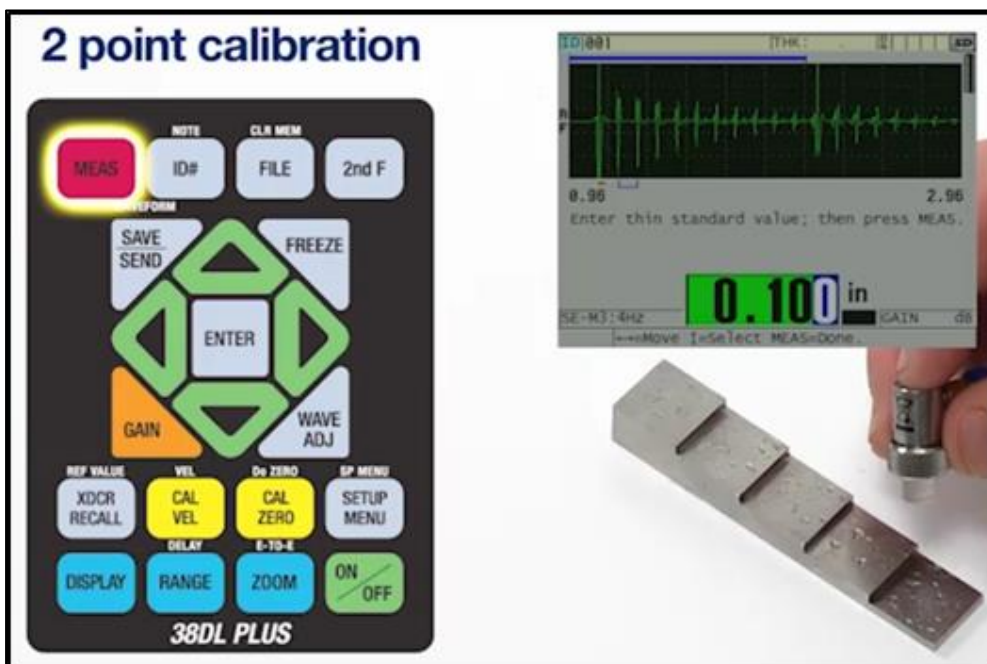 2 point calibration
NOTE
CLR MEM
MEAS
ID#
FILE
2nd F
SAVE
SEND
FREEZE
ENTER
GAIN
WAVE
ADJ
REF VALUE
VEL
Do ZERO
SP MENU
XDCR
RECALL
CAL
VEL
CAL
ZERO
SETUP
MENU
DELAY
E-TO-E
DISPLAY
RANGE
ZOOM
ON
OFF
38DL PLUS
ID 001
THK:
0.96
2.96
Enter thin standard value; then press MEAS.
0.100 in
SE-M3:4Hz
GAIN dB
Move I=Select MEAS=Done.